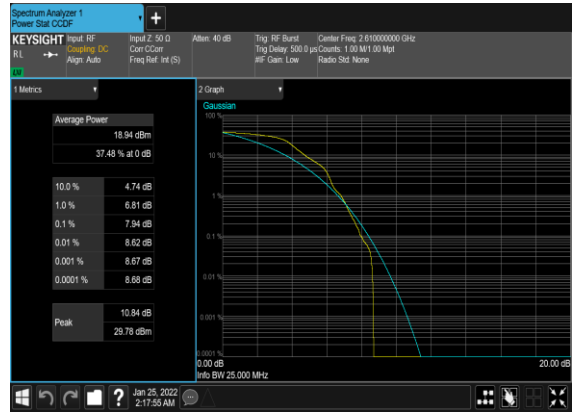 Spectrum Analyzer 1
Power Stat CCDF
+
KEYSIGHT
RL
Input: RF
Coupling: DC
Align: Auto
Input Z: 50 Ω
Corr CCorr
Freq Ref: Int (S)
Atten: 40 dB
Trig: RF Burst
Trig Delay: 500.0 µs
#IF Gain: Low
Center Freq: 2.610000000 GHz
Counts: 1.00 M/1.00 Mpt
Radio Std: None
1 Metrics
Average Power
18.94 dBm
37.48 % at 0 dB
10.0 % 4.74 dB
1.0 % 6.81 dB
0.1 % 7.94 dB
0.01 % 8.62 dB
0.001 % 8.67 dB
0.0001 % 8.68 dB
Peak
10.84 dB
29.78 dBm
2 Graph
Gaussian
100 %
10 %
1 %
0.1 %
0.01 %
0.001 %
0.0001 %
0.00 dB
20.00 dB
Info BW 25.000 MHz
?
Jan 25, 2022
2:17:55 AM